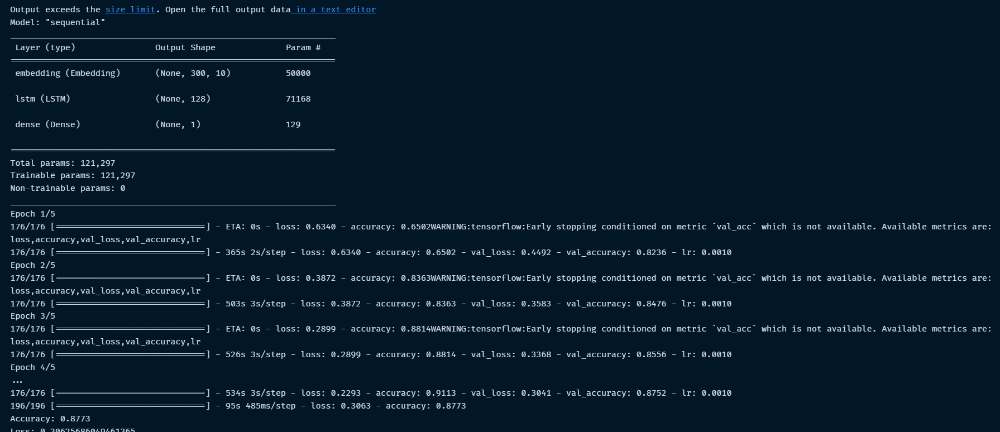 Output exceeds the size limit. Open the full output data in a text editor
Model: "sequential"
Layer (type) Output Shape Param #
embedding (Embedding) (None, 300, 10) 50000
lstm (LSTM) (None, 128) 71168
dense (Dense) (None, 1) 129
Total params: 121,297
Trainable params: 121,297
Non-trainable params: 0
Epoch 1/5
176/176 [==============================] - ETA: 0s - loss: 0.6340 - accuracy: 0.6502WARNING:tensorflow:Early stopping conditioned on metric `val_acc` which is not available. Available metrics are:
loss,accuracy,val_loss,val_accuracy,lr
176/176 [==============================] - 365s 2s/step - loss: 0.6340 - accuracy: 0.6502 - val_loss: 0.4492 - val_accuracy: 0.8236 - lr: 0.0010
Epoch 2/5
176/176 [==============================] - ETA: 0s - loss: 0.3872 - accuracy: 0.8363WARNING:tensorflow:Early stopping conditioned on metric `val_acc` which is not available. Available metrics are:
loss,accuracy,val_loss,val_accuracy,lr
176/176 [==============================] - 503s 3s/step - loss: 0.3872 - accuracy: 0.8363 - val_loss: 0.3583 - val_accuracy: 0.8476 - lr: 0.0010
Epoch 3/5
176/176 [==============================] - ETA: 0s - loss: 0.2899 - accuracy: 0.8814WARNING:tensorflow:Early stopping conditioned on metric `val_acc` which is not available. Available metrics are:
loss,accuracy,val_loss,val_accuracy,lr
176/176 [==============================] - 526s 3s/step - loss: 0.2899 - accuracy: 0.8814 - val_loss: 0.3368 - val_accuracy: 0.8556 - lr: 0.0010
Epoch 4/5
...
176/176 [==============================] - 534s 3s/step - loss: 0.2293 - accuracy: 0.9113 - val_loss: 0.3041 - val_accuracy: 0.8752 - lr: 0.0010
196/196 [==============================] - 95s 485ms/step - loss: 0.3063 - accuracy: 0.8773
Accuracy: 0.8773
Loss: 0.30625686049461365